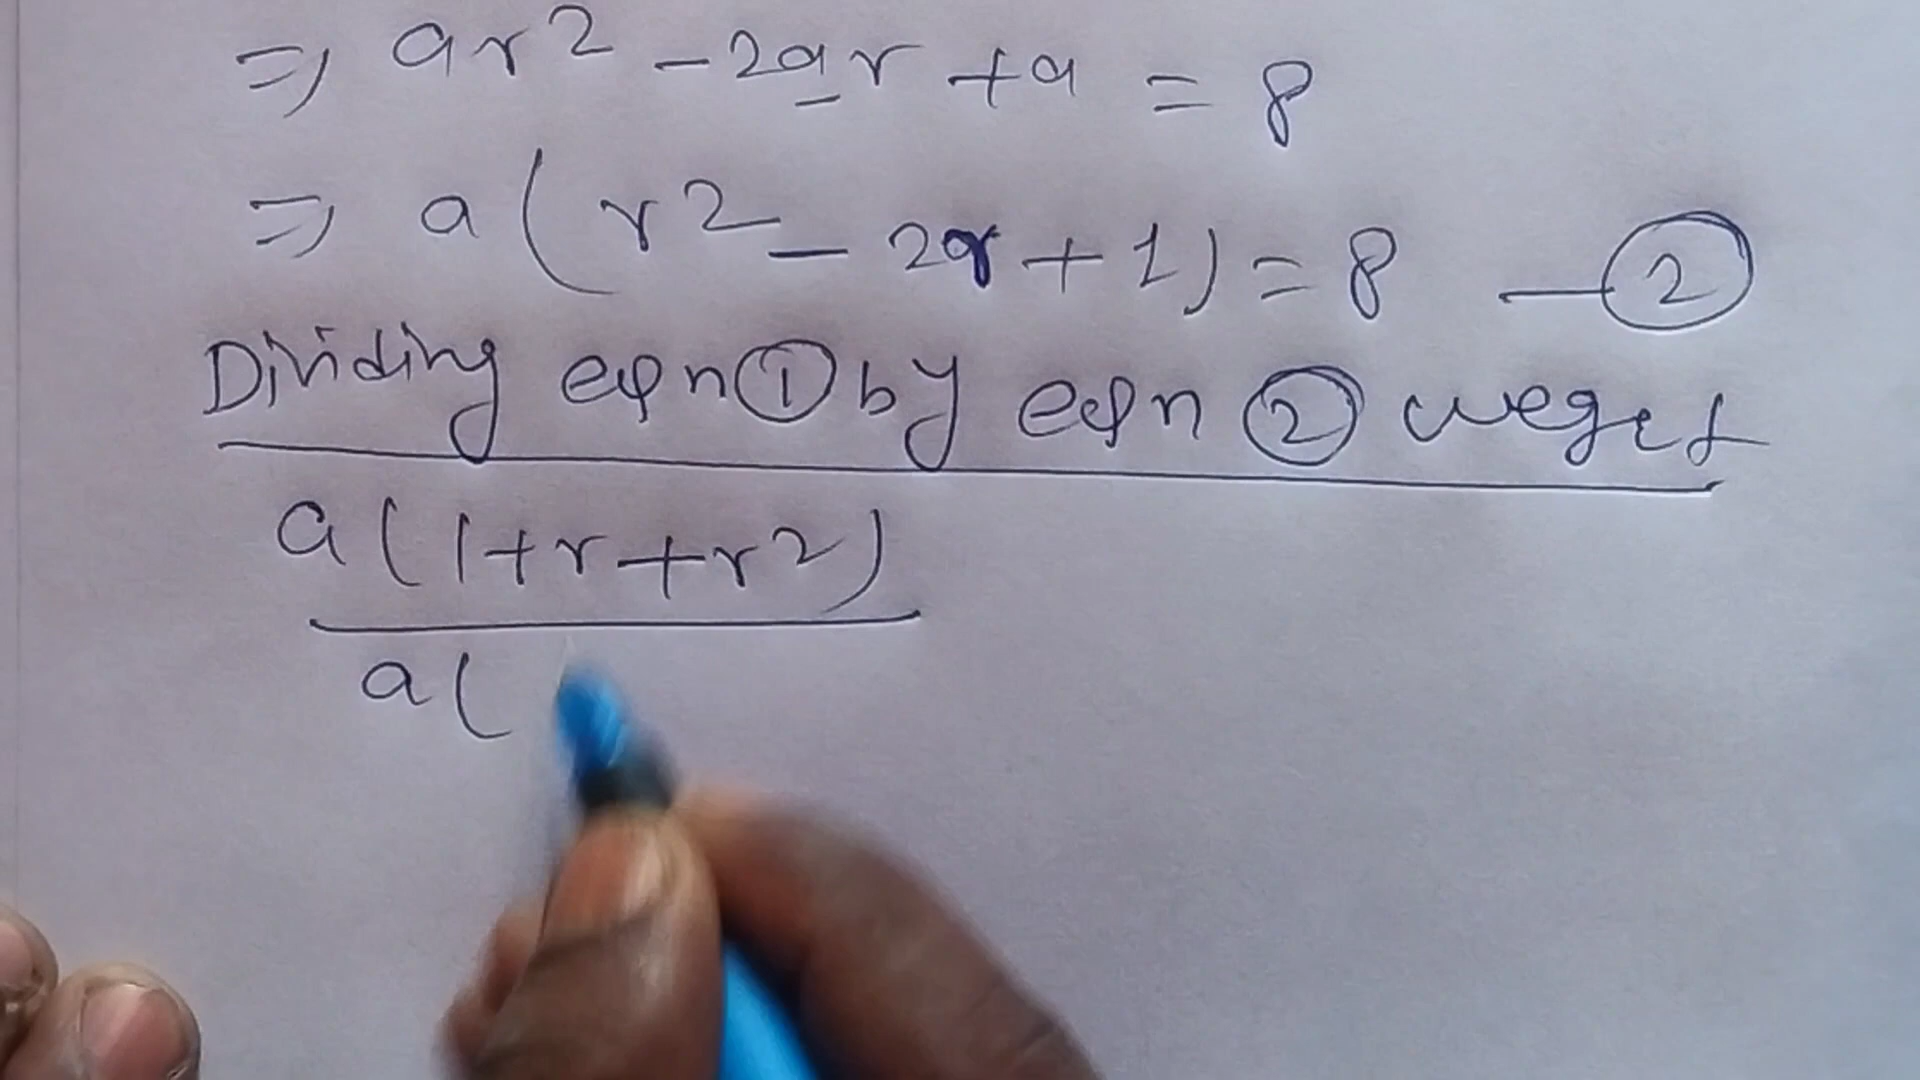 ⇒ ar² - 2ar + a = 8
⇒ a(r² - 2r + 1) = 8 — ②
Dividing eqn ① by eqn ② we get
a(1+r+r²)
a(